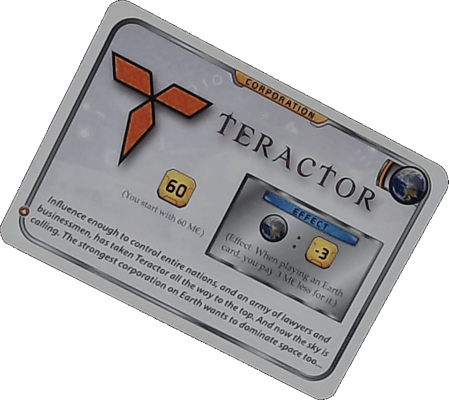 CORPORATION
TERACTOR
60
(You start with 60 M€.)
EFFECT
: -3
(Effect: When playing an Earth
card, you pay 3 M€ less for it.)
Influence enough to control entire nations, and an army of lawyers and
businessmen, has taken Teractor all the way to the top. And now the sky is
calling. The strongest corporation on Earth wants to dominate space too...